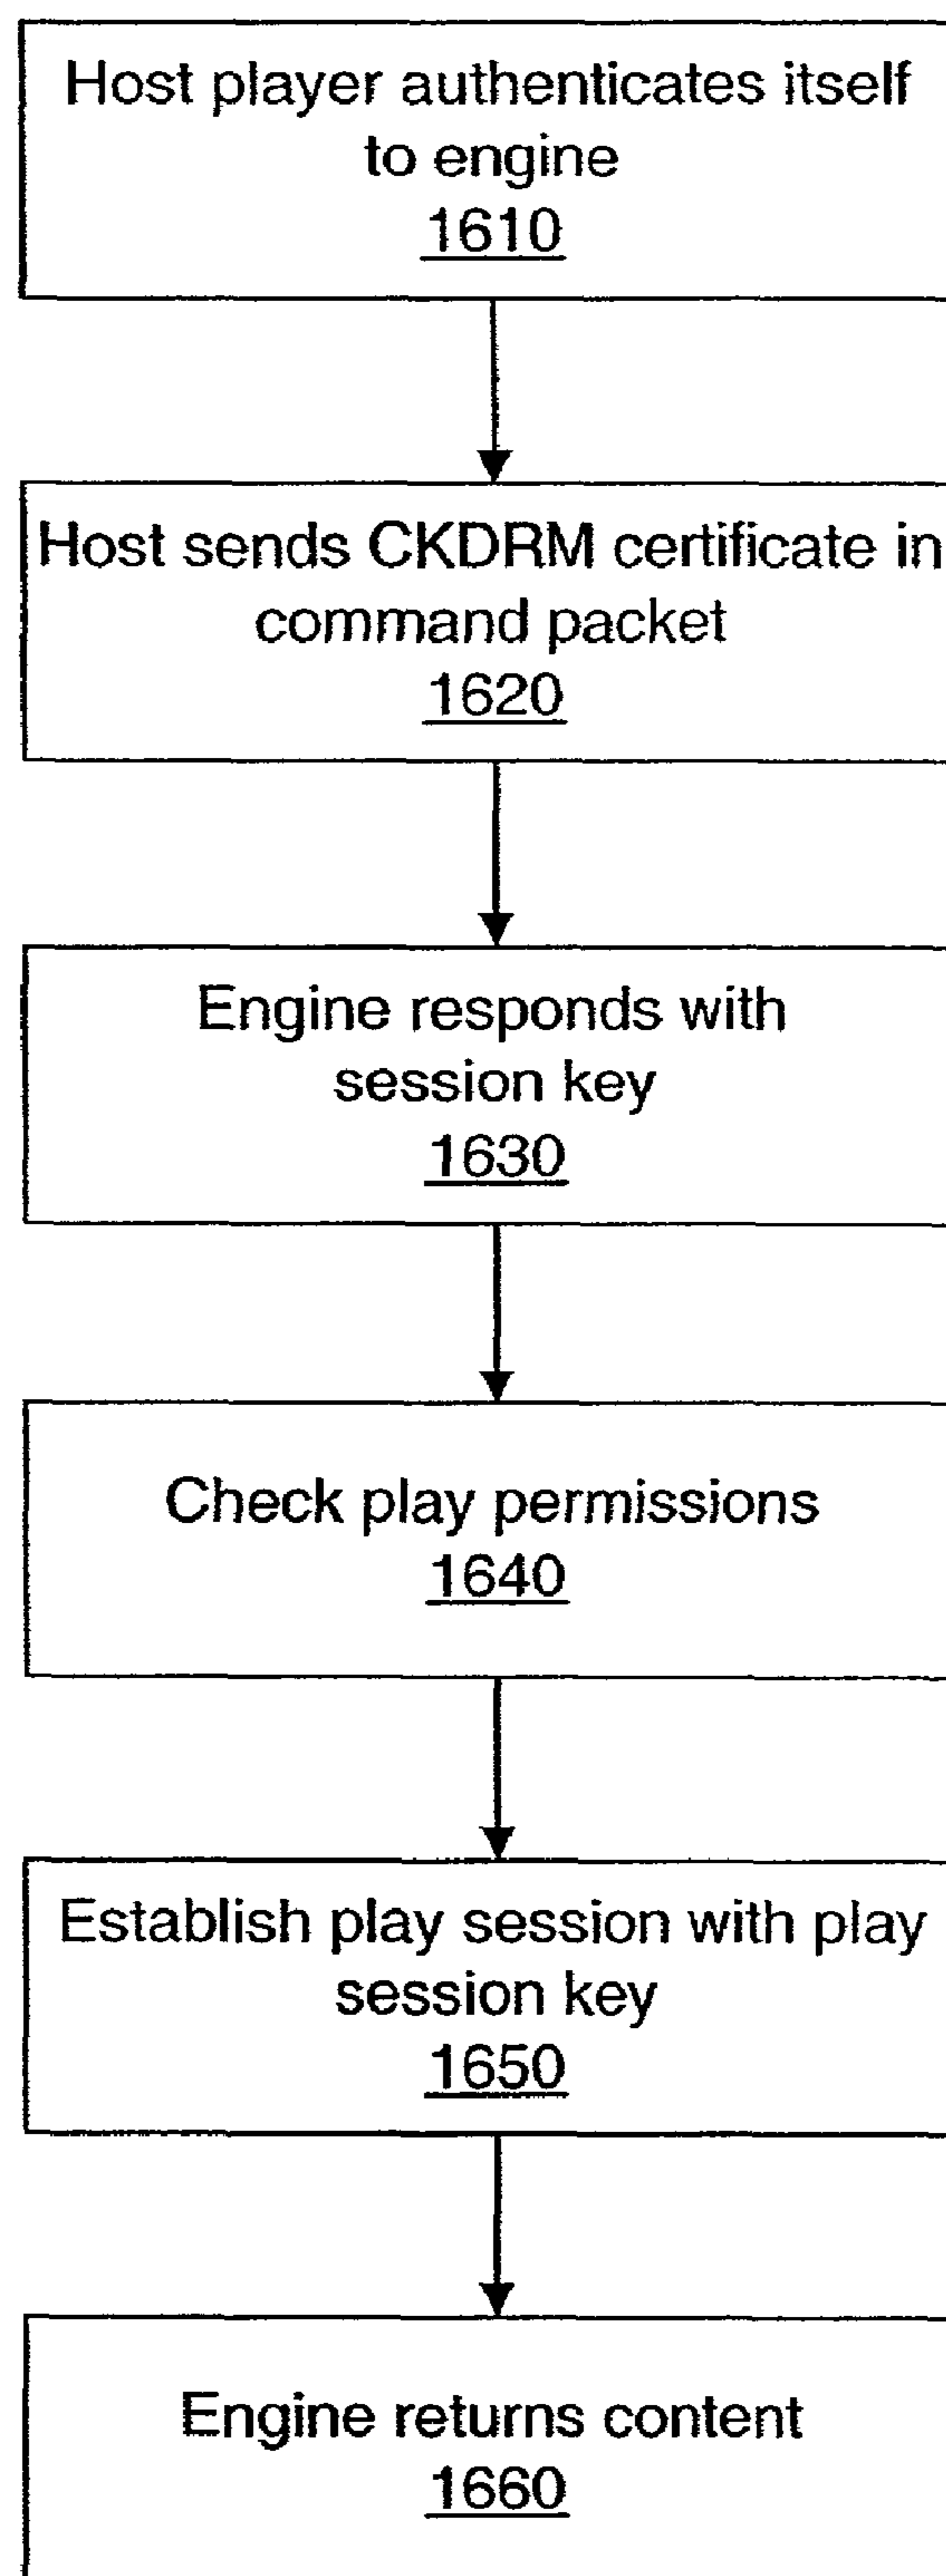 Host player authenticates itself
to engine
1610
Host sends CKDRM certificate in
command packet
1620
Engine responds with
session key
1630
Check play permissions
1640
Establish play session with play
session key
1650
Engine returns content
1660